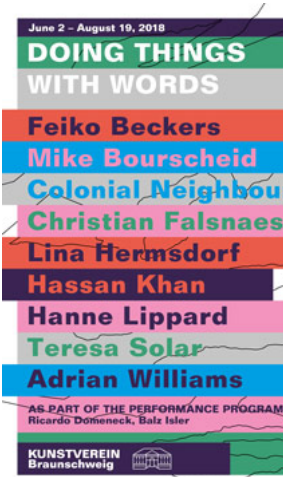 June 2 – August 19, 2018
DOING THINGS
WITH WORDS
Feiko Beckers
Mike Bourscheid
Colonial Neighbou
Christian Falsnaes
Lina Hermsdorf
Hassan Khan
Hanne Lippard
Teresa Solar
Adrian Williams
AS PART OF THE PERFORMANCE PROGRAM
Ricardo Domeneck, Balz Isler
KUNSTVEREIN
Braunschweig